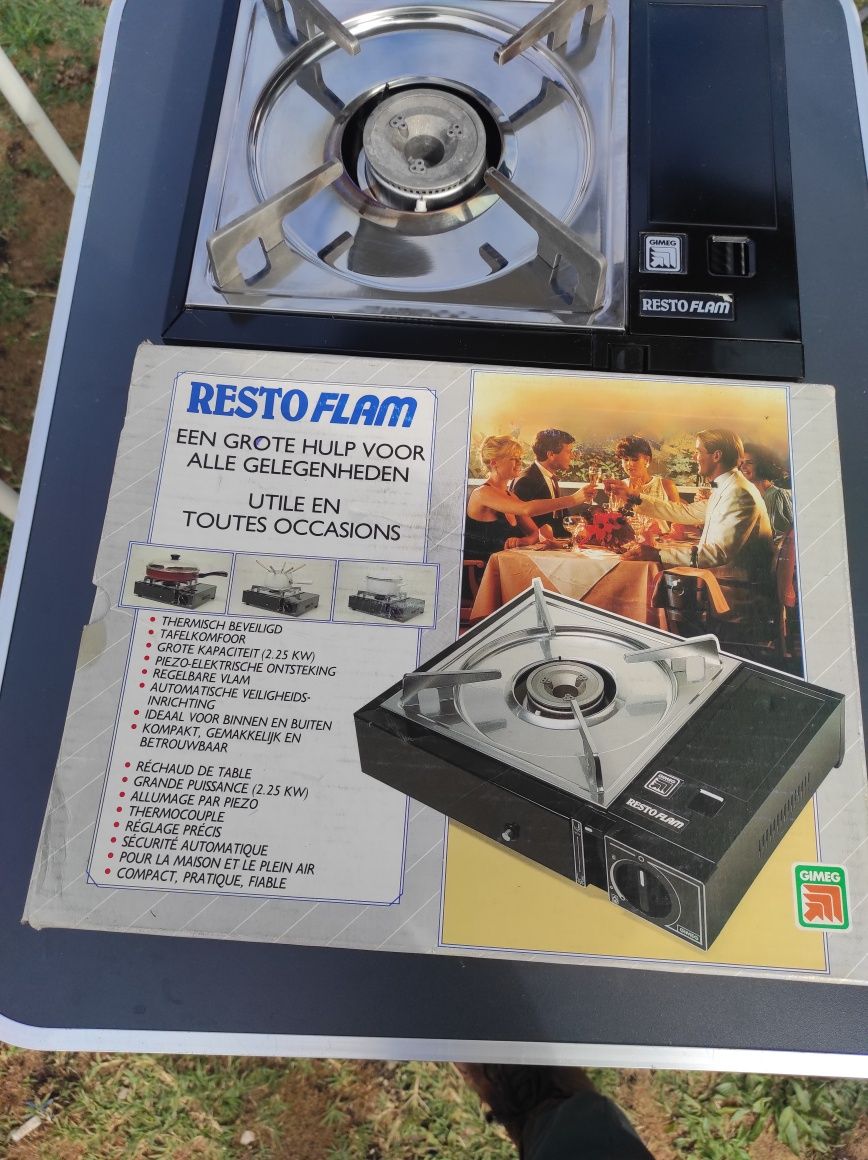 GIMEG
RESTO FLAM
RESTO FLAM
EEN GROTE HULP VOOR
ALLE GELEGENHEDEN
UTILE EN
TOUTES OCCASIONS
• THERMISCH BEVEILIGD
• TAFELKOMFOOR
• GROTE KAPACITEIT (2.25 KW)
• PIEZO-ELEKTRISCHE ONTSTEKING
• REGELBARE VLAM
• AUTOMATISCHE VEILIGHEIDS-
INRICHTING
• IDEAAL VOOR BINNEN EN BUITEN
• KOMPAKT, GEMAKKELIJK EN
BETROUWBAAR
• RÉCHAUD DE TABLE
• GRANDE PUISSANCE (2.25 KW)
• ALLUMAGE PAR PIEZO
• THERMOCOUPLE
• RÉGLAGE PRÉCIS
• SÉCURITÉ AUTOMATIQUE
• POUR LA MAISON ET LE PLEIN AIR
• COMPACT, PRATIQUE, FIABLE
GIMEG
RESTO FLAM
GIMEG
GIMEG